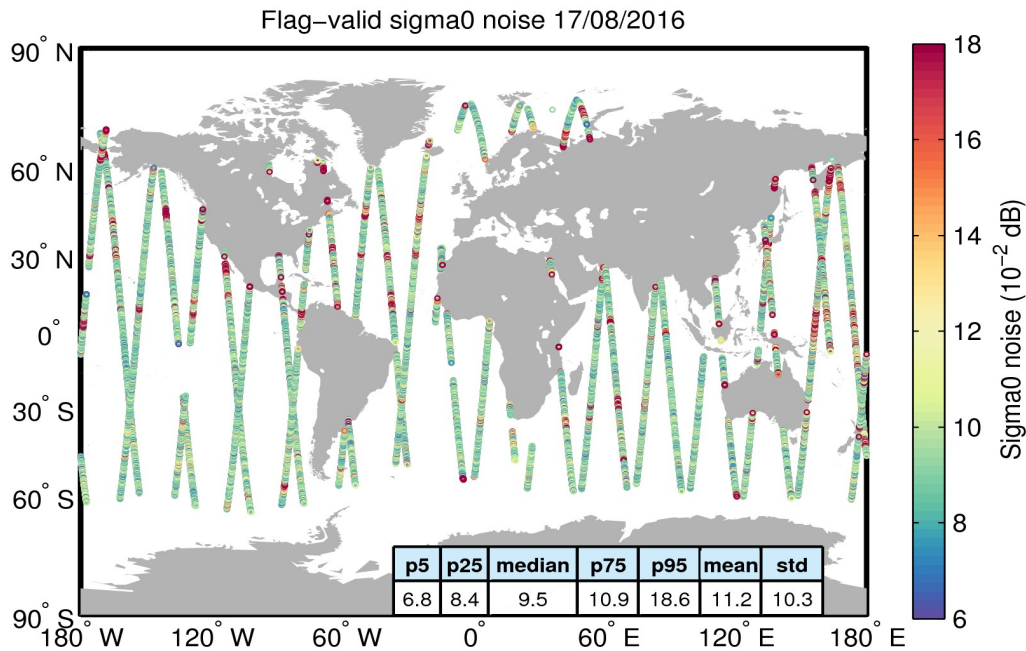 Flag−valid sigma0 noise 17/08/2016
90° N
60° N
30° N
0°
30° S
60° S
90° S
180° W
120° W
60° W
0°
60° E
120° E
180° E
p5 p25 median p75 p95 mean std
6.8 8.4 9.5 10.9 18.6 11.2 10.3
18
16
14
12
10
8
6
Sigma0 noise (10⁻² dB)